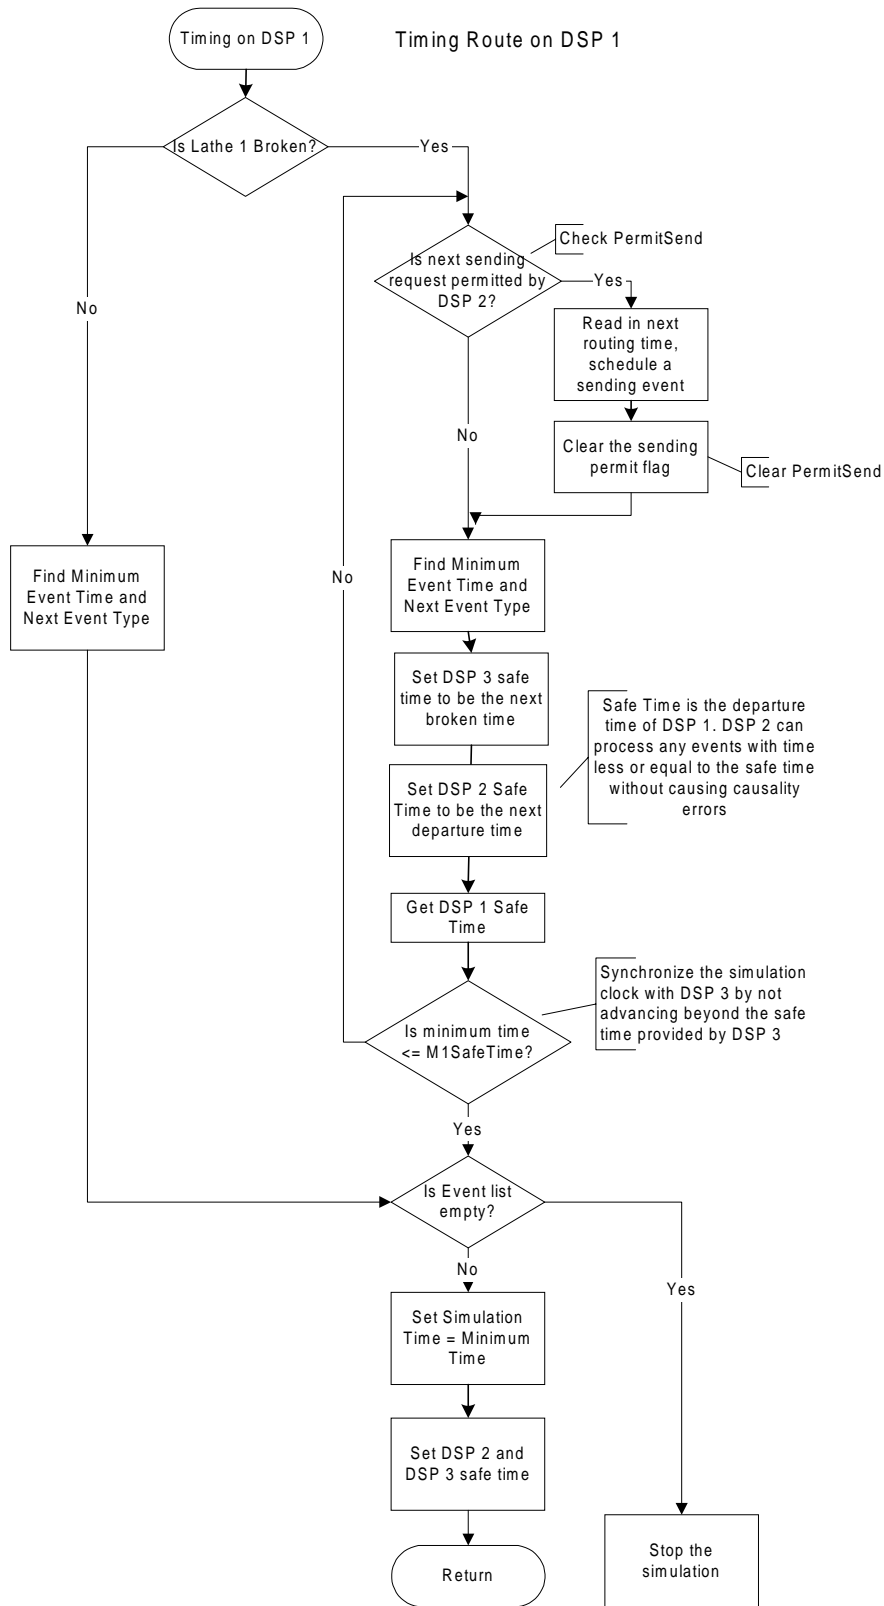 Timing on DSP 1
Timing Route on DSP 1
Is Lathe 1 Broken?
Yes
No
Check PermitSend
Is next sending
request permitted by
DSP 2?
Yes
Read in next
routing time,
schedule a
sending event
No
Clear the sending
permit flag
Clear PermitSend
Find Minimum
Event Time and
Next Event Type
No
Find Minimum
Event Time and
Next Event Type
Set DSP 3 safe
time to be the next
broken time
Safe Time is the departure
time of DSP 1. DSP 2 can
process any events with time
less or equal to the safe time
without causing causality
errors
Set DSP 2 Safe
Time to be the next
departure time
Get DSP 1 Safe
Time
Synchronize the simulation
clock with DSP 3 by not
advancing beyond the safe
time provided by DSP 3
Is minimum time
<= M1SafeTime?
Yes
Is Event list
empty?
No
Yes
Set Simulation
Time = Minimum
Time
Set DSP 2 and
DSP 3 safe time
Return
Stop the
simulation